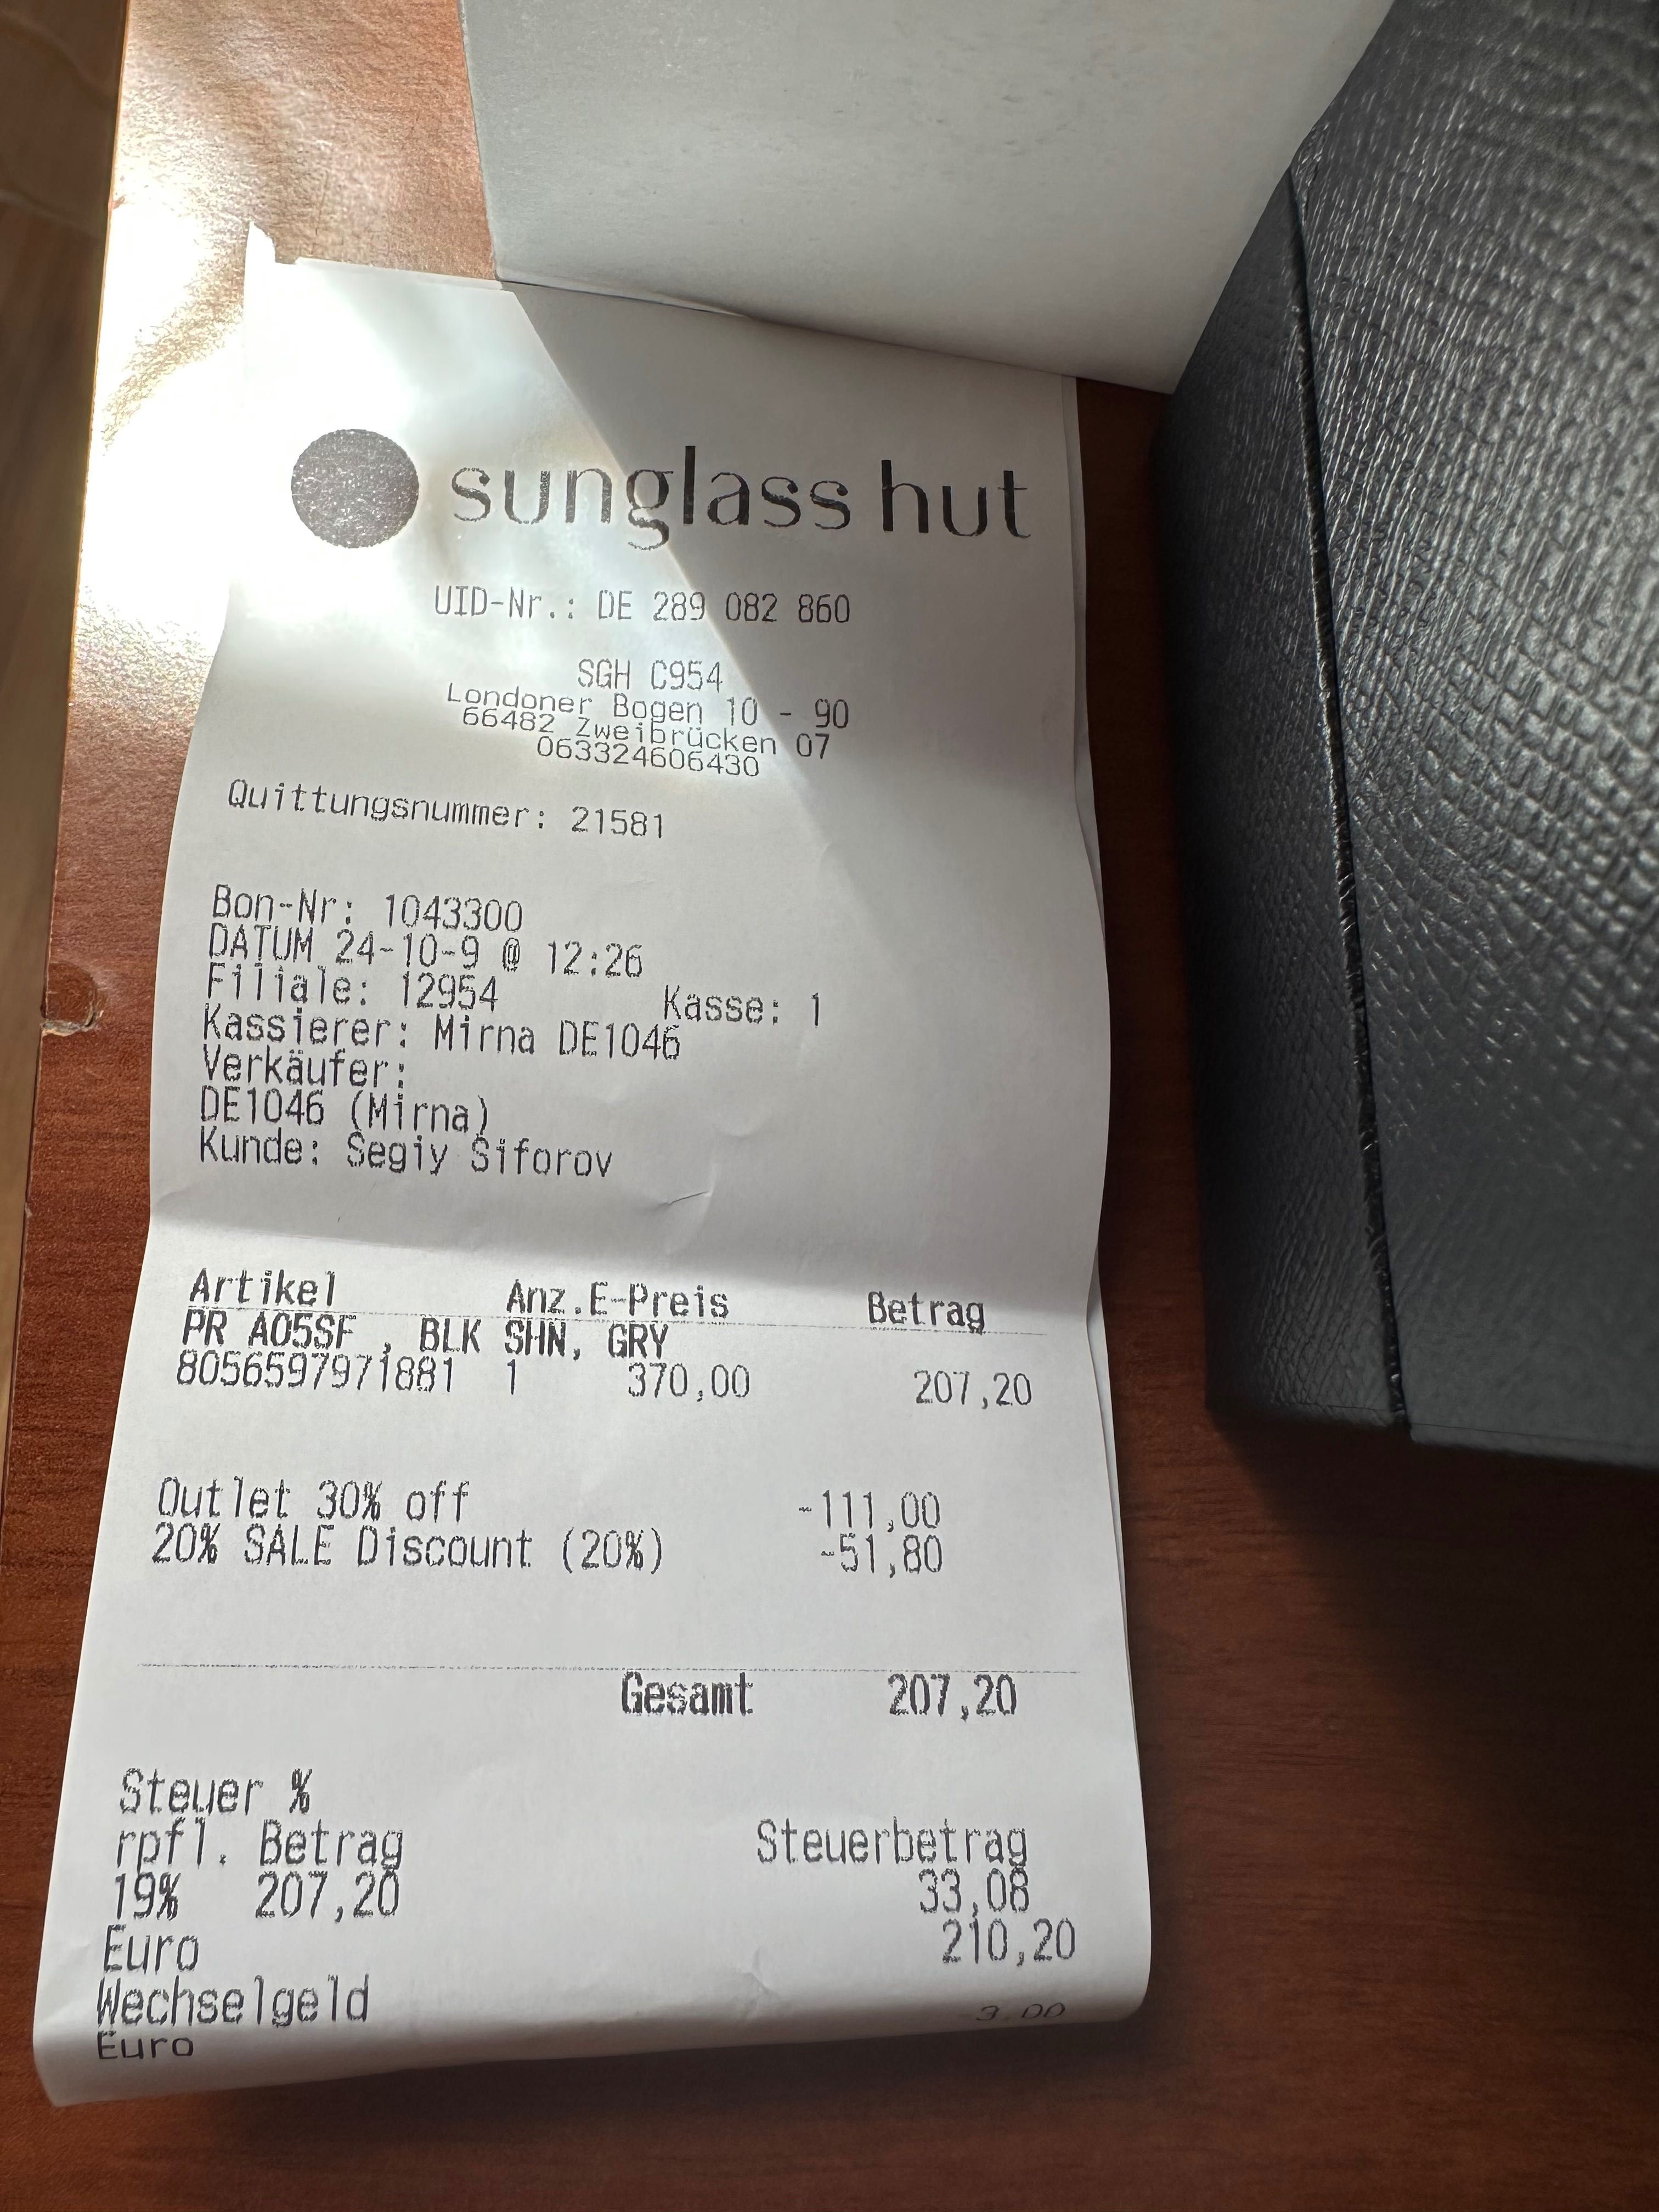 sunglass hut
UID-Nr.: DE 289 082 860
SGH C954
Londoner Bogen 10 - 90
66482 Zweibrücken 07
063324606430
Quittungsnummer: 21581
Bon-Nr: 1043300
DATUM 24-10-9 @ 12:26
Filiale: 12954 Kasse: 1
Kassierer: Mirna DE1046
Verkäufer:
DE1046 (Mirna)
Kunde: Segiy Siforov
Artikel Anz.E-Preis Betrag
PR A05SF , BLK SHN, GRY
8056597971881 1 370,00 207,20
Outlet 30% off -111,00
20% SALE Discount (20%) -51,80
Gesamt 207,20
Steuer %
rpfl. Betrag Steuerbetrag
19% 207,20 33,08
Euro 210,20
Wechselgeld
Euro -3,00